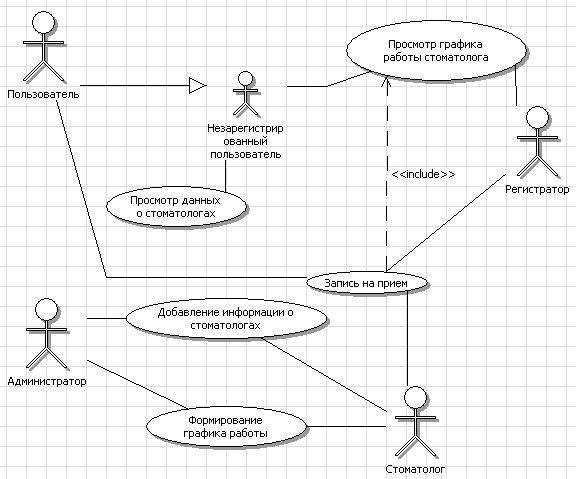 Просмотр графика
работы стоматолога
Пользователь
Незарегистрир
ованный
пользователь
<<include>>
Регистратор
Просмотр данных
о стоматологах
Запись на прием
Добавление информации о
стоматологах
Администратор
Формирование
графика работы
Стоматолог